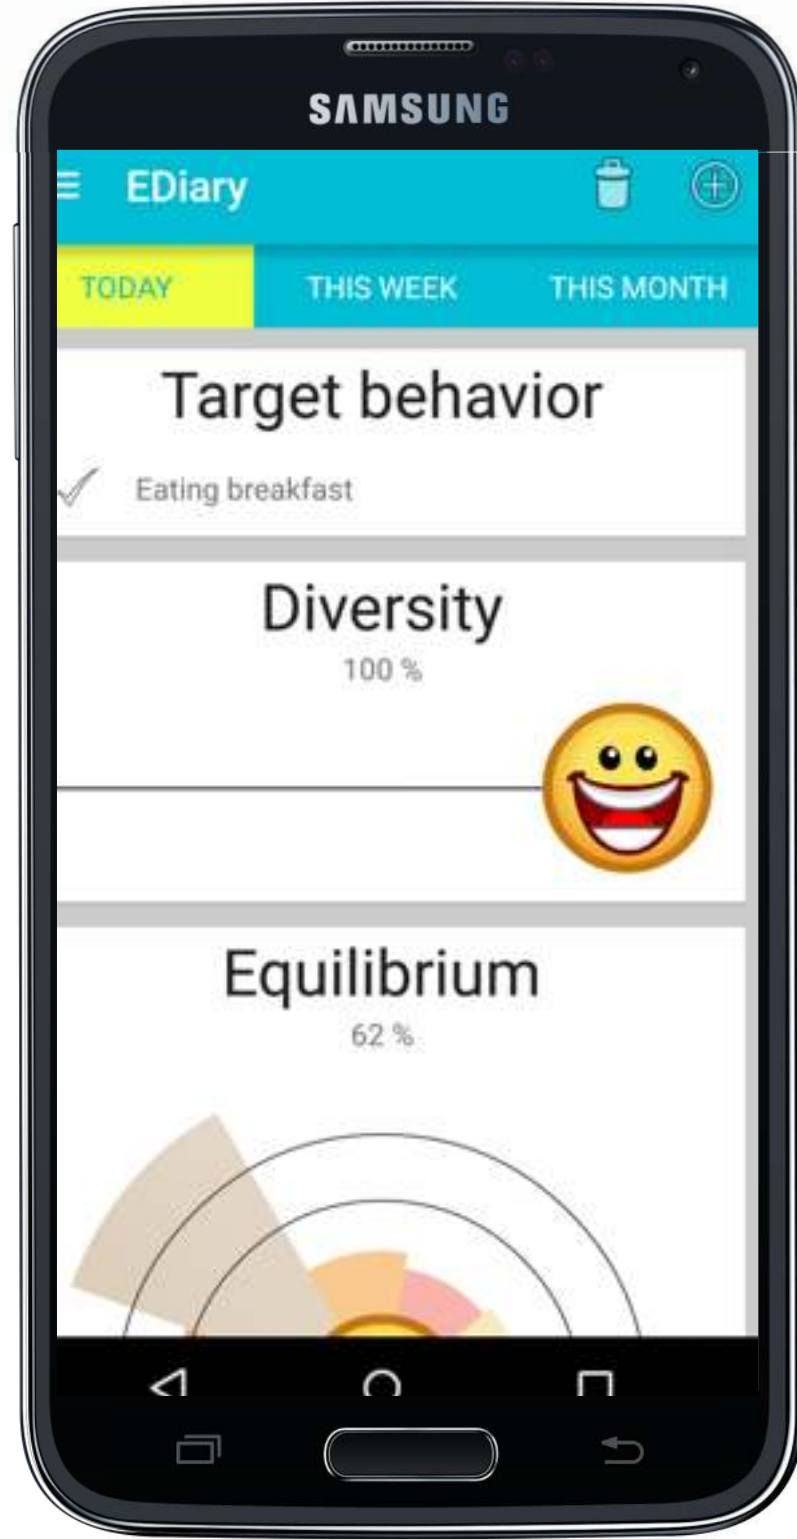 SAMSUNG
EDiary
TODAY THIS WEEK THIS MONTH
Target behavior
Eating breakfast
Diversity
100 %
Equilibrium
62 %